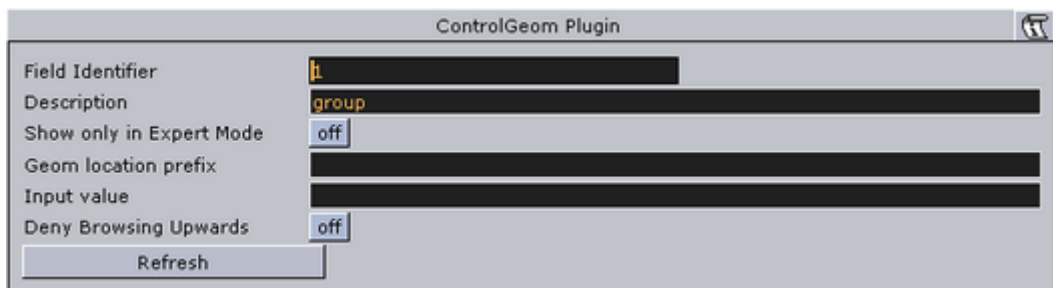 ControlGeom Plugin
Field Identifier 1
Description group
Show only in Expert Mode off
Geom location prefix
Input value
Deny Browsing Upwards off
Refresh